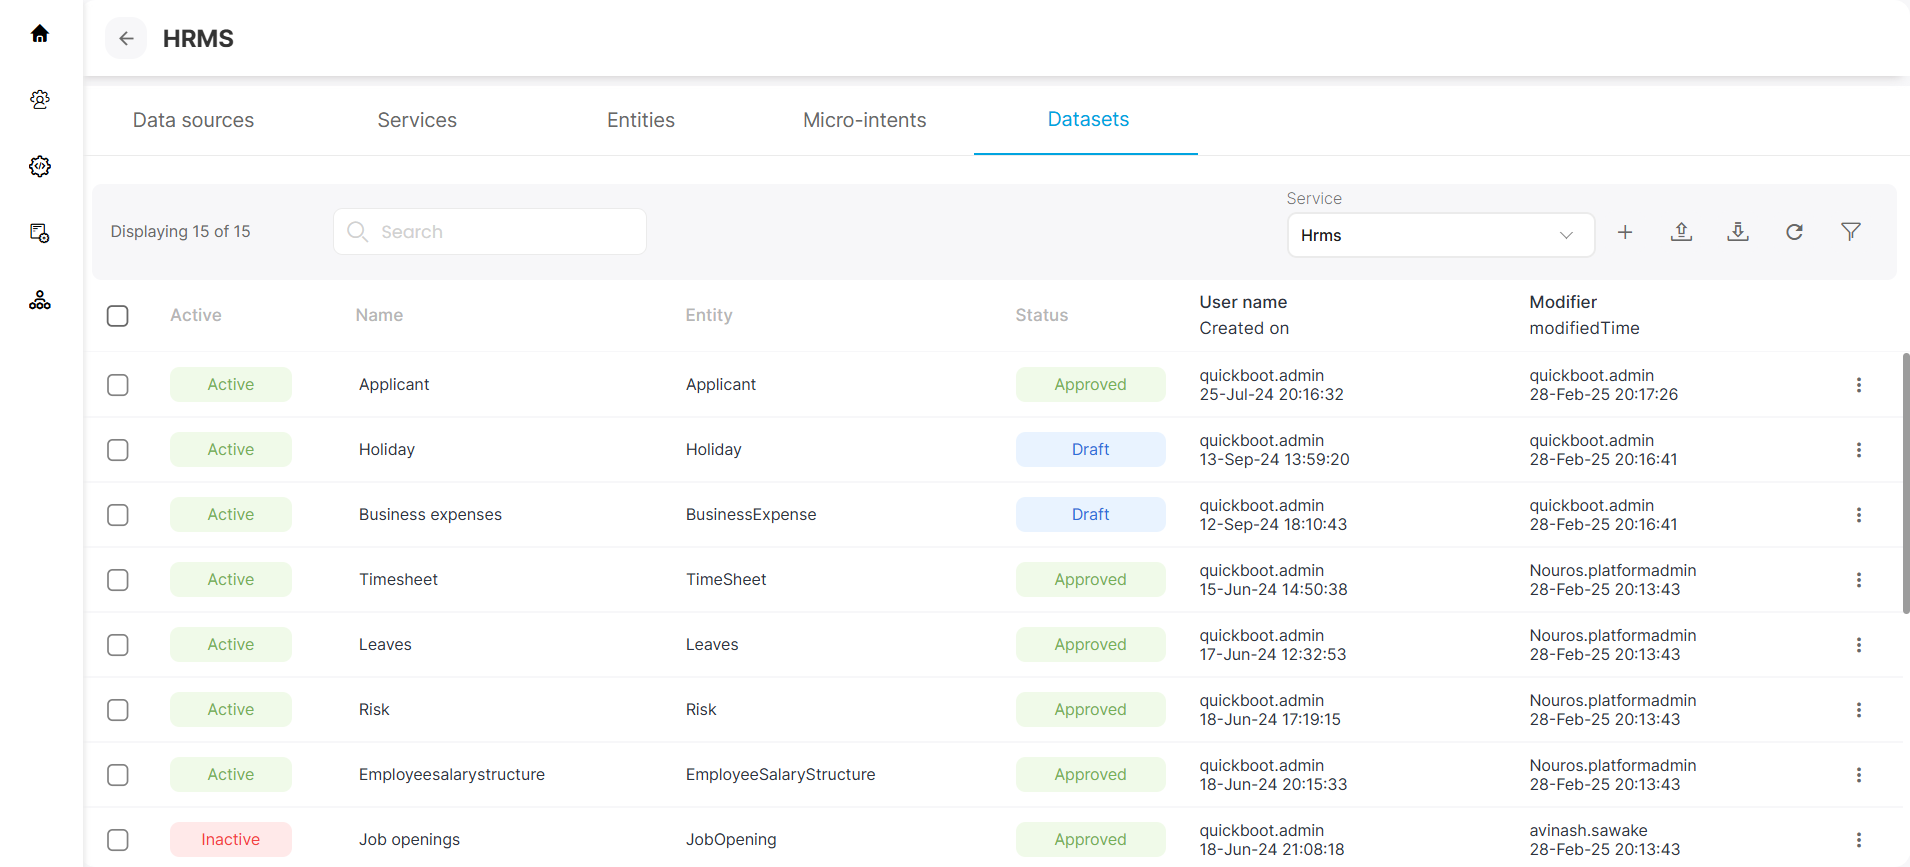 HRMS
Data sources Services Entities Micro-intents Datasets
Service
Displaying 15 of 15 Search Hrms
Active Name Entity Status User name Modifier
Created on modifiedTime
Active Applicant Applicant Approved quickboot.admin quickboot.admin
25-Jul-24 20:16:32 28-Feb-25 20:17:26
Active Holiday Holiday Draft quickboot.admin quickboot.admin
13-Sep-24 13:59:20 28-Feb-25 20:16:41
Active Business expenses BusinessExpense Draft quickboot.admin quickboot.admin
12-Sep-24 18:10:43 28-Feb-25 20:16:41
Active Timesheet TimeSheet Approved quickboot.admin Nouros.platformadmin
15-Jun-24 14:50:38 28-Feb-25 20:13:43
Active Leaves Leaves Approved quickboot.admin Nouros.platformadmin
17-Jun-24 12:32:53 28-Feb-25 20:13:43
Active Risk Risk Approved quickboot.admin Nouros.platformadmin
18-Jun-24 17:19:15 28-Feb-25 20:13:43
Active Employeesalarystructure EmployeeSalaryStructure Approved quickboot.admin Nouros.platformadmin
18-Jun-24 20:15:33 28-Feb-25 20:13:43
Inactive Job openings JobOpening Approved quickboot.admin avinash.sawake
18-Jun-24 21:08:18 28-Feb-25 20:13:43